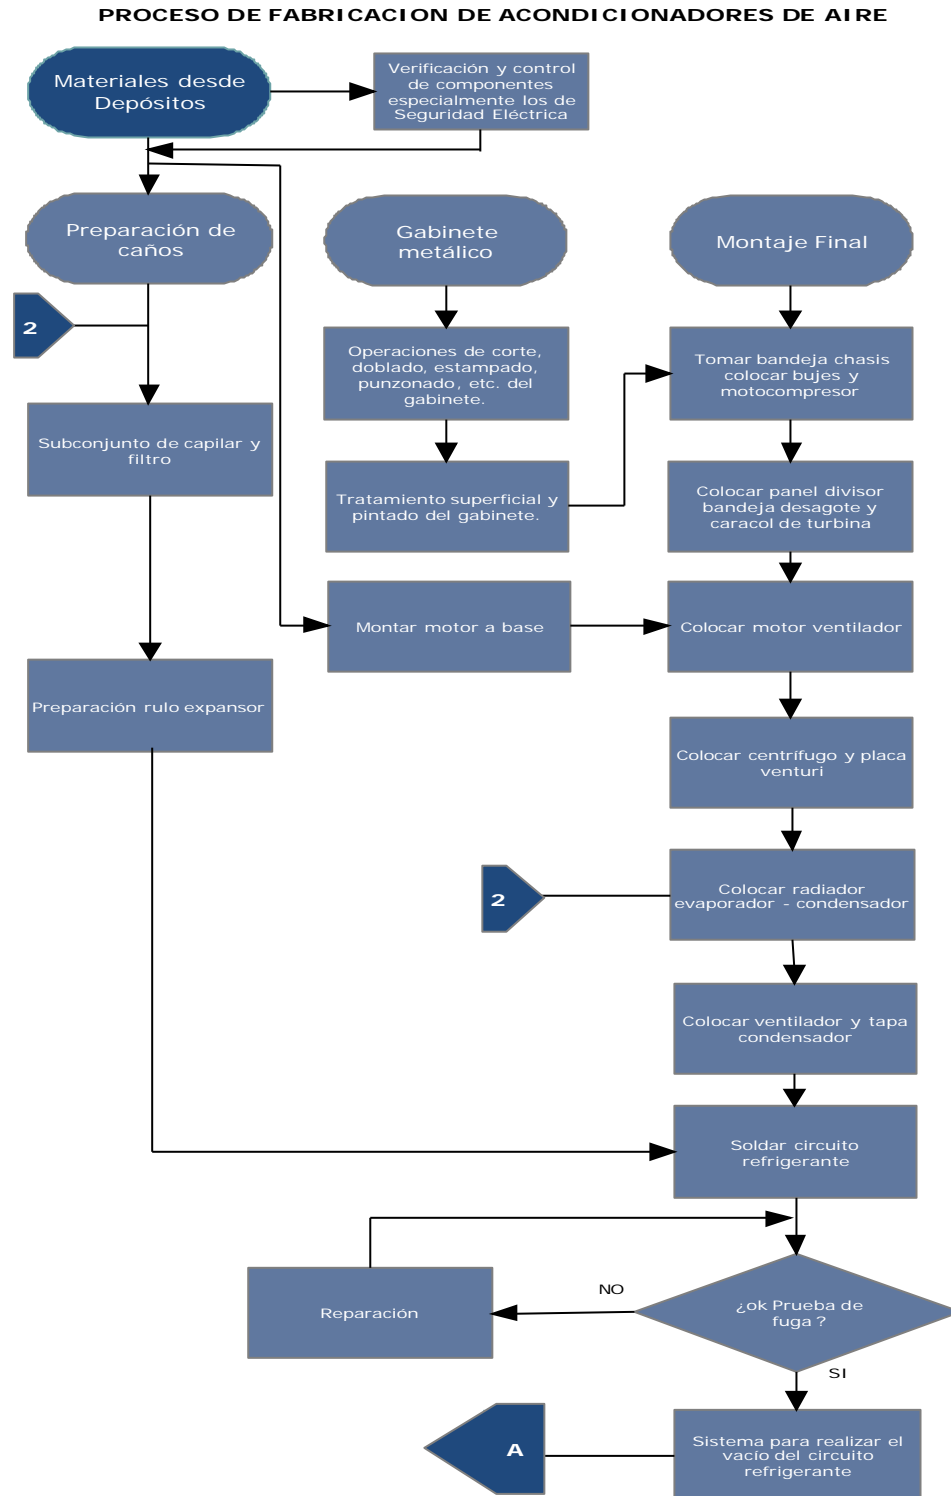 PROCESO DE FABRICACION DE ACONDICIONADORES DE AIRE
Materiales desde
Depósitos
Verificación y control
de componentes
especialmente los de
Seguridad Eléctrica
Preparación de
caños
Gabinete
metálico
Montaje Final
2
Operaciones de corte,
doblado, estampado,
punzonado, etc. del
gabinete.
Tomar bandeja chasis
colocar bujes y
motocompresor
Subconjunto de capilar y
filtro
Tratamiento superficial y
pintado del gabinete.
Colocar panel divisor
bandeja desagote y
caracol de turbina
Montar motor a base
Colocar motor ventilador
Preparación rulo expansor
Colocar centrífugo y placa
venturi
2
Colocar radiador
evaporador - condensador
Colocar ventilador y tapa
condensador
Soldar circuito
refrigerante
Reparación
NO
¿ok Prueba de
fuga ?
SI
A
Sistema para realizar el
vacío del circuito
refrigerante